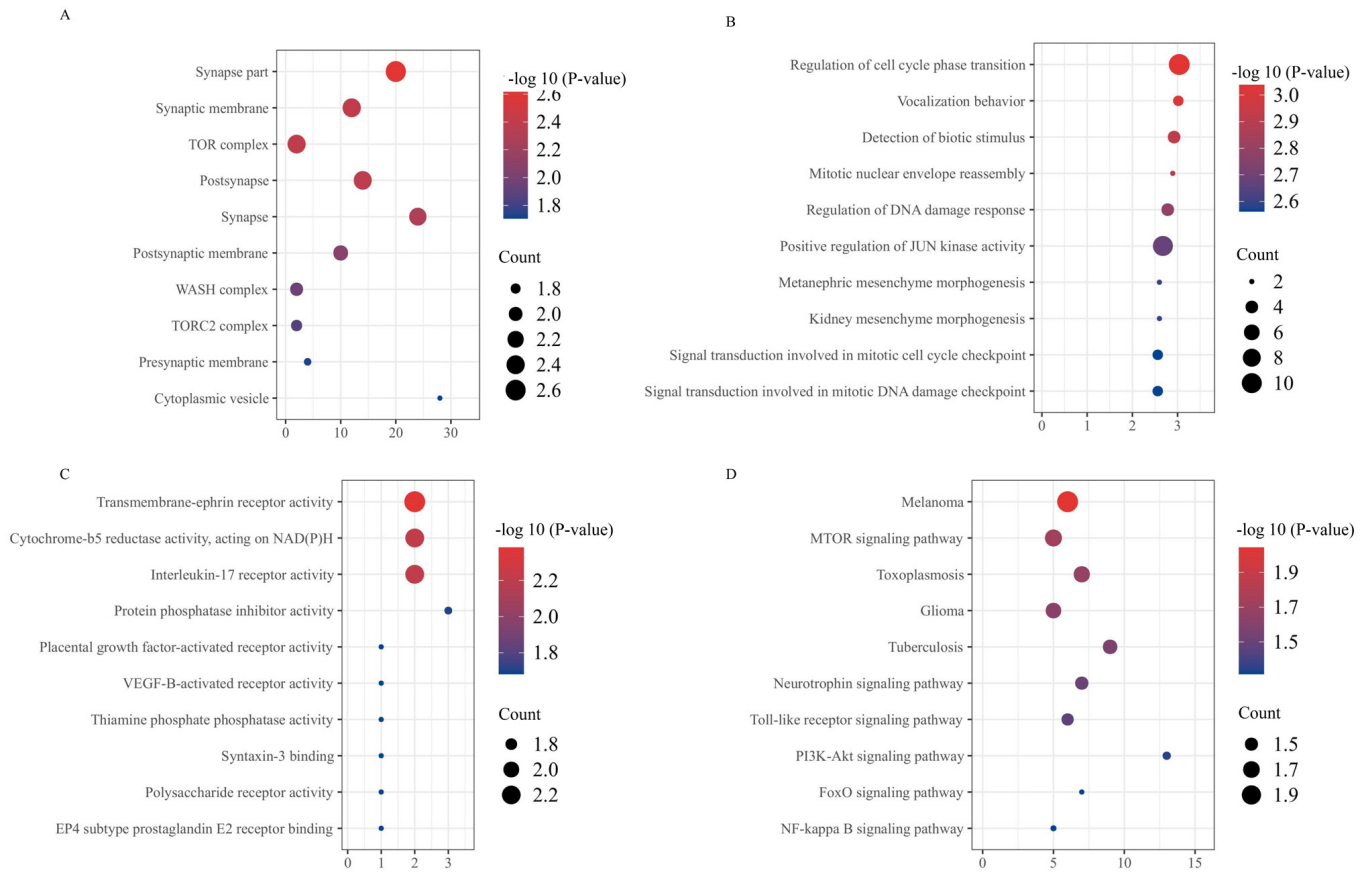 A
Synapse part
Synaptic membrane
TOR complex
Postsynapse
Synapse
Postsynaptic membrane
WASH complex
TORC2 complex
Presynaptic membrane
Cytoplasmic vesicle
0 10 20 30
-log 10 (P-value)
2.6
2.4
2.2
2.0
1.8
Count
1.8
2.0
2.2
2.4
2.6
B
Regulation of cell cycle phase transition
Vocalization behavior
Detection of biotic stimulus
Mitotic nuclear envelope reassembly
Regulation of DNA damage response
Positive regulation of JUN kinase activity
Metanephric mesenchyme morphogenesis
Kidney mesenchyme morphogenesis
Signal transduction involved in mitotic cell cycle checkpoint
Signal transduction involved in mitotic DNA damage checkpoint
0 1 2 3
-log 10 (P-value)
3.0
2.9
2.8
2.7
2.6
Count
2
4
6
8
10
C
Transmembrane-ephrin receptor activity
Cytochrome-b5 reductase activity, acting on NAD(P)H
Interleukin-17 receptor activity
Protein phosphatase inhibitor activity
Placental growth factor-activated receptor activity
VEGF-B-activated receptor activity
Thiamine phosphate phosphatase activity
Syntaxin-3 binding
Polysaccharide receptor activity
EP4 subtype prostaglandin E2 receptor binding
0 1 2 3
-log 10 (P-value)
2.2
2.0
1.8
Count
1.8
2.0
2.2
D
Melanoma
MTOR signaling pathway
Toxoplasmosis
Glioma
Tuberculosis
Neurotrophin signaling pathway
Toll-like receptor signaling pathway
PI3K-Akt signaling pathway
FoxO signaling pathway
NF-kappa B signaling pathway
0 5 10 15
-log 10 (P-value)
1.9
1.7
1.5
Count
1.5
1.7
1.9